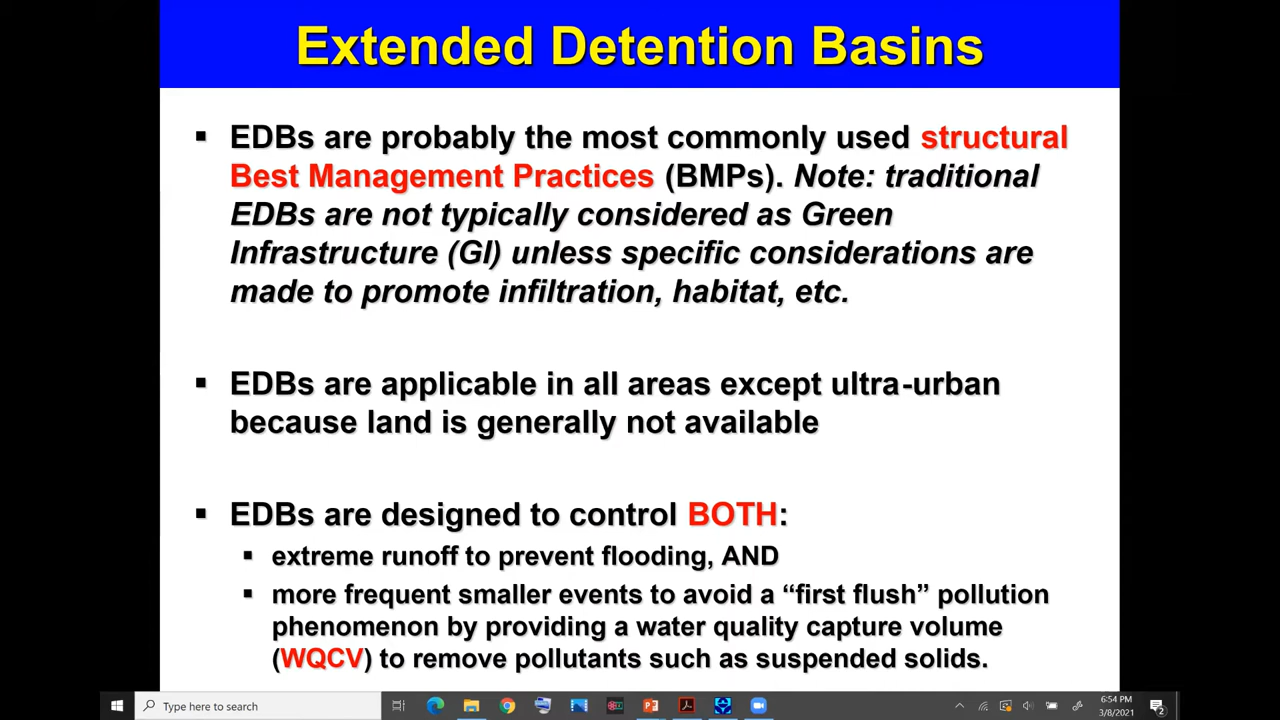 Extended Detention Basins
▪ EDBs are probably the most commonly used structural
Best Management Practices (BMPs). Note: traditional
EDBs are not typically considered as Green
Infrastructure (GI) unless specific considerations are
made to promote infiltration, habitat, etc.
▪ EDBs are applicable in all areas except ultra-urban
because land is generally not available
▪ EDBs are designed to control BOTH:
▪ extreme runoff to prevent flooding, AND
▪ more frequent smaller events to avoid a “first flush” pollution
phenomenon by providing a water quality capture volume
(WQCV) to remove pollutants such as suspended solids.
Type here to search
6:54 PM
3/8/2021
2